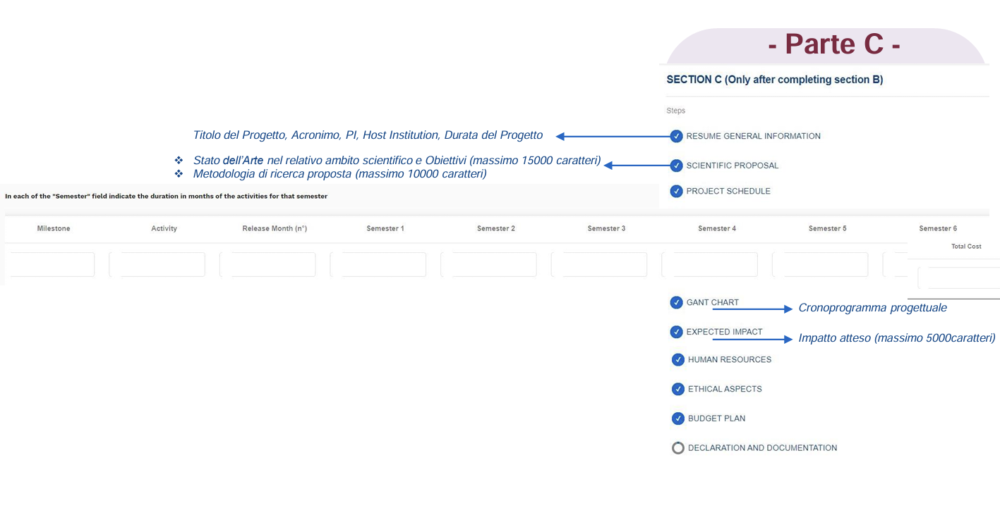 - Parte C -
SECTION C (Only after completing section B)
Steps
Titolo del Progetto, Acronimo, PI, Host Institution, Durata del Progetto
RESUME GENERAL INFORMATION
❖ Stato dell'Arte nel relativo ambito scientifico e Obiettivi (massimo 15000 caratteri)
❖ Metodologia di ricerca proposta (massimo 10000 caratteri)
SCIENTIFIC PROPOSAL
PROJECT SCHEDULE
In each of the "Semester" field indicate the duration in months of the activities for that semester
Milestone Activity Release Month (n°) Semester 1 Semester 2 Semester 3 Semester 4 Semester 5 Semester 6
Total Cost
GANT CHART
Cronoprogramma progettuale
EXPECTED IMPACT
Impatto atteso (massimo 5000caratteri)
HUMAN RESOURCES
ETHICAL ASPECTS
BUDGET PLAN
DECLARATION AND DOCUMENTATION